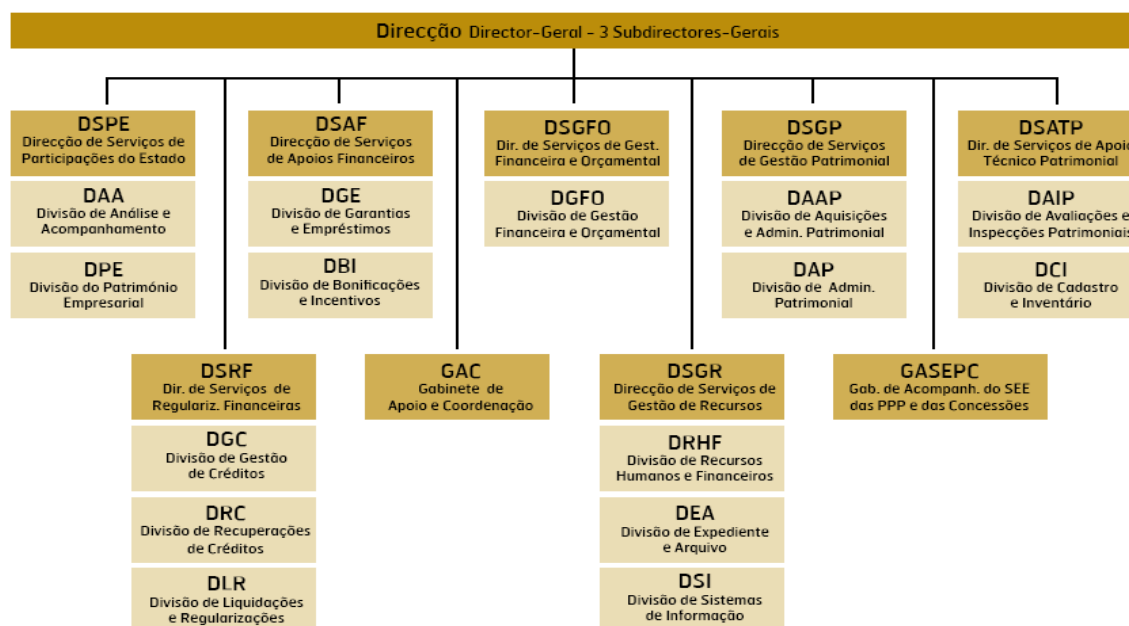 Direcção Director-Geral - 3 Subdirectores-Gerais
DSPE
Direcção de Serviços de
Participações do Estado
DAA
Divisão de Análise e
Acompanhamento
DPE
Divisão do Património
Empresarial
DSAF
Direcção de Serviços
de Apoios Financeiros
DGE
Divisão de Garantias
e Empréstimos
DBI
Divisão de Bonificações
e Incentivos
DSGFO
Dir. de Serviços de Gest.
Financeira e Orçamental
DGFO
Divisão de Gestão
Financeira e Orçamental
DSGP
Direcção de Serviços
de Gestão Patrimonial
DAAP
Divisão de Aquisições
e Admin. Patrimonial
DAP
Divisão de Admin.
Patrimonial
DSATP
Dir. de Serviços de Apoio
Técnico Patrimonial
DAIP
Divisão de Avaliações e
Inspecções Patrimoniais
DCI
Divisão de Cadastro
e Inventário
DSRF
Dir. de Serviços de
Regulariz. Financeiras
DGC
Divisão de Gestão
de Créditos
DRC
Divisão de Recuperações
de Créditos
DLR
Divisão de Liquidações
e Regularizações
GAC
Gabinete de
Apoio e Coordenação
DSGR
Direcção de Serviços de
Gestão de Recursos
DRHF
Divisão de Recursos
Humanos e Financeiros
DEA
Divisão de Expediente
e Arquivo
DSI
Divisão de Sistemas
de Informação
GASEPC
Gab. de Acompanh. do SEE
das PPP e das Concessões